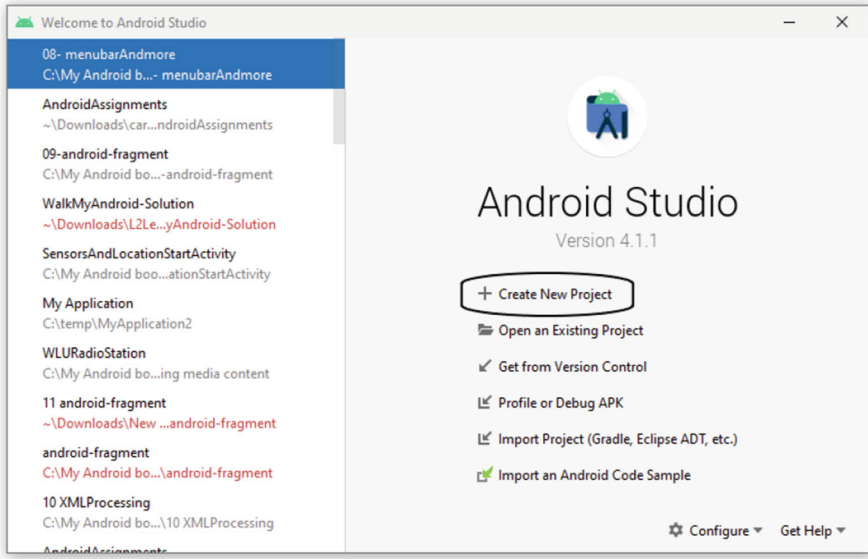 Welcome to Android Studio
08- menubarAndmore
C:\My Android b...- menubarAndmore
AndroidAssignments
~\Downloads\car...ndroidAssignments
09-android-fragment
C:\My Android bo...-android-fragment
WalkMyAndroid-Solution
~\Downloads\L2Le...yAndroid-Solution
SensorsAndLocationStartActivity
C:\My Android boo...ationStartActivity
My Application
C:\temp\MyApplication2
WLURadioStation
C:\My Android bo...ing media content
11 android-fragment
~\Downloads\New ...android-fragment
android-fragment
C:\My Android bo...\android-fragment
10 XMLProcessing
C:\My Android bo...\10 XMLProcessing
AndroidAssignments
Android Studio
Version 4.1.1
Create New Project
Open an Existing Project
Get from Version Control
Profile or Debug APK
Import Project (Gradle, Eclipse ADT, etc.)
Import an Android Code Sample
Configure
Get Help